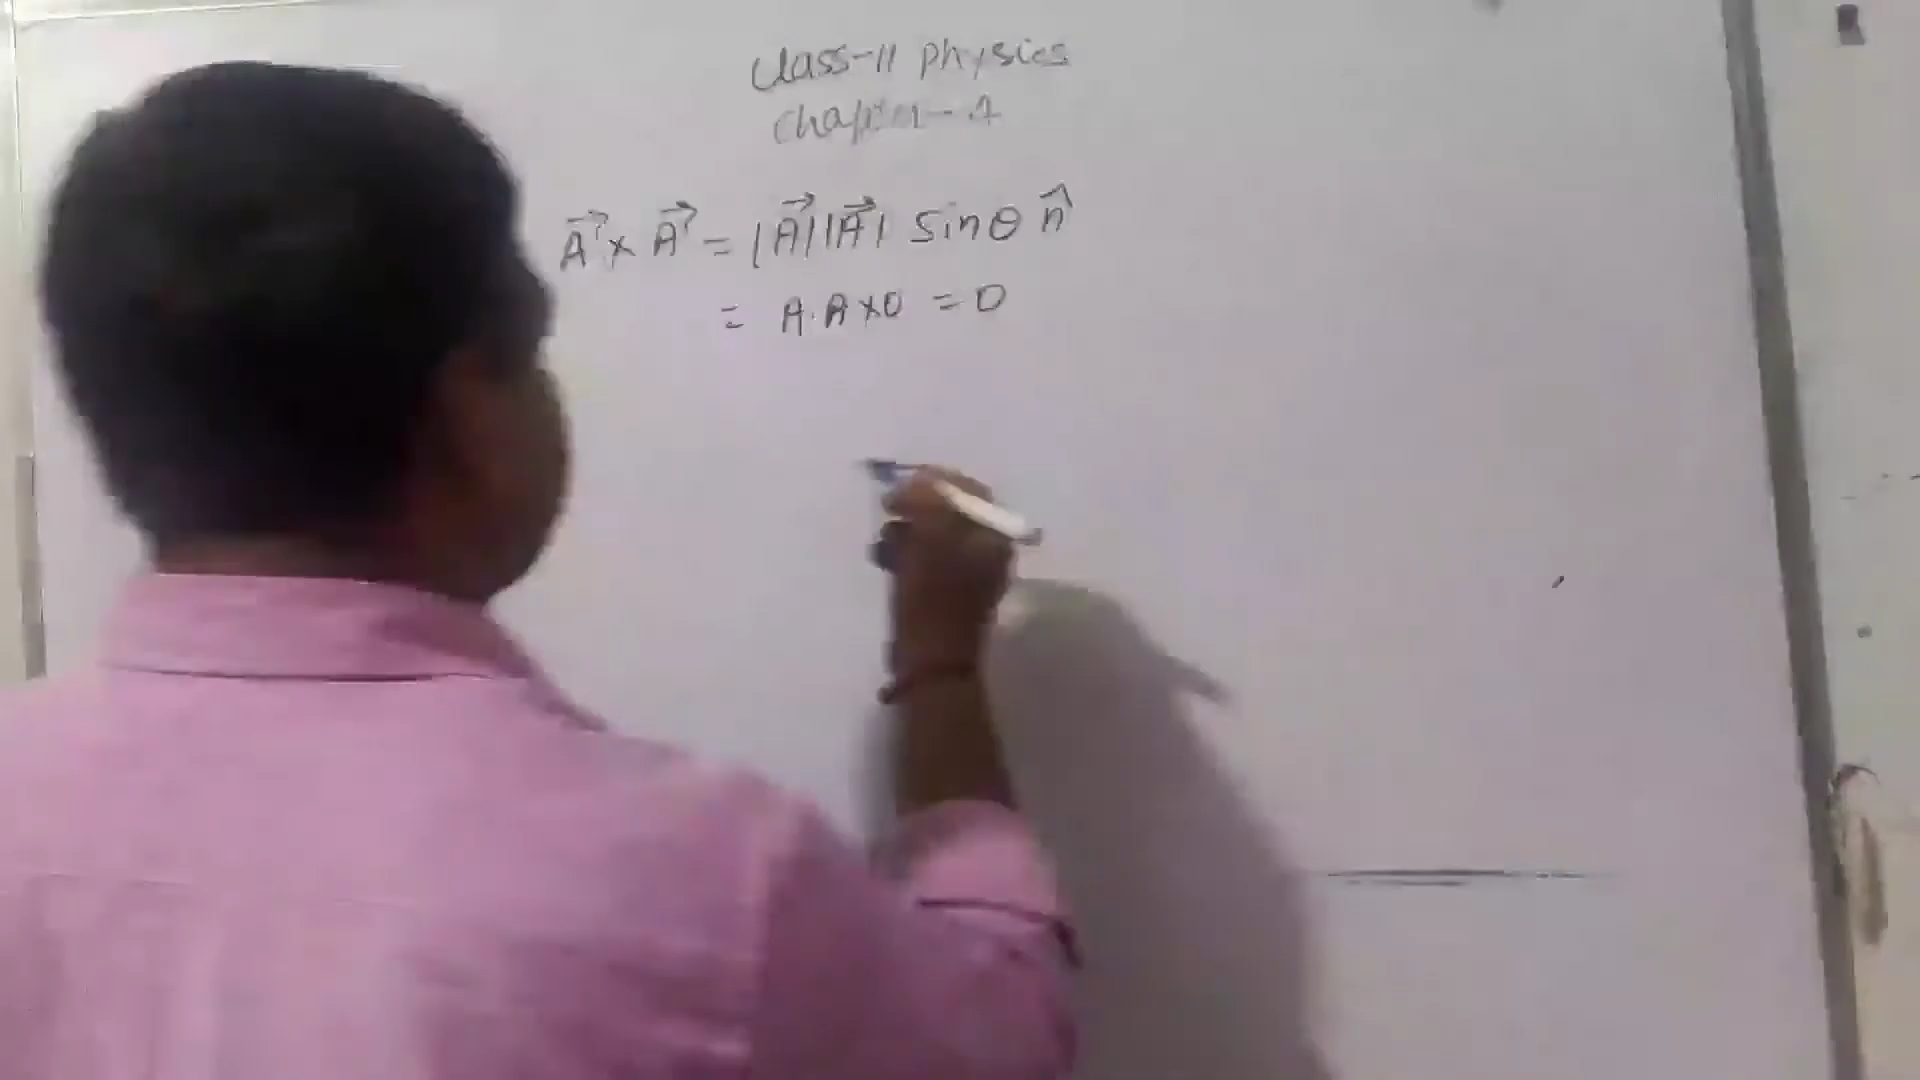 Class-11 Physics
Chapter-4
A⃗ × A⃗ = |A⃗||A⃗| sinθ n⃗
= A.A×0 = 0